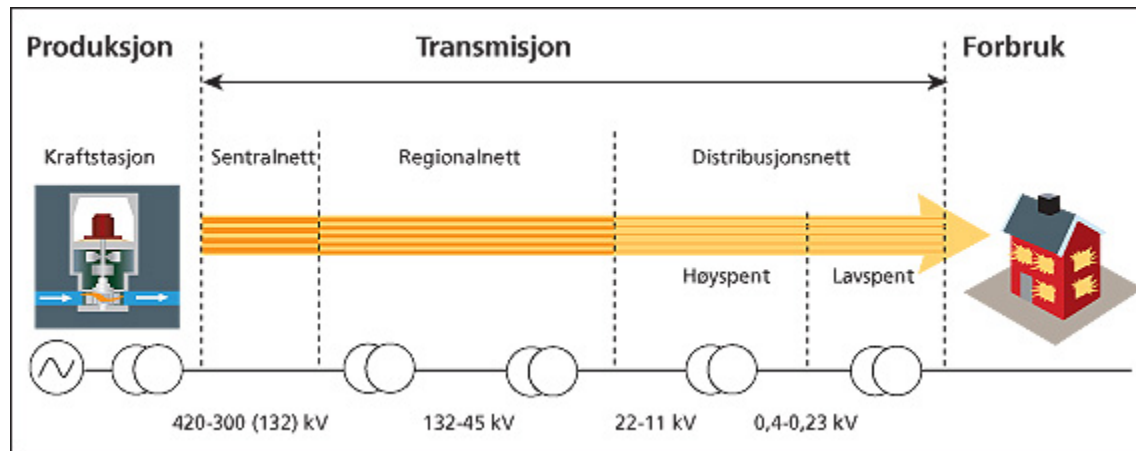 Produksjon
Transmisjon
Forbruk
Kraftstasjon
Sentralnett
Regionalnett
Distribusjonsnett
Høyspent
Lavspent
420-300 (132) kV
132-45 kV
22-11 kV
0,4-0,23 kV